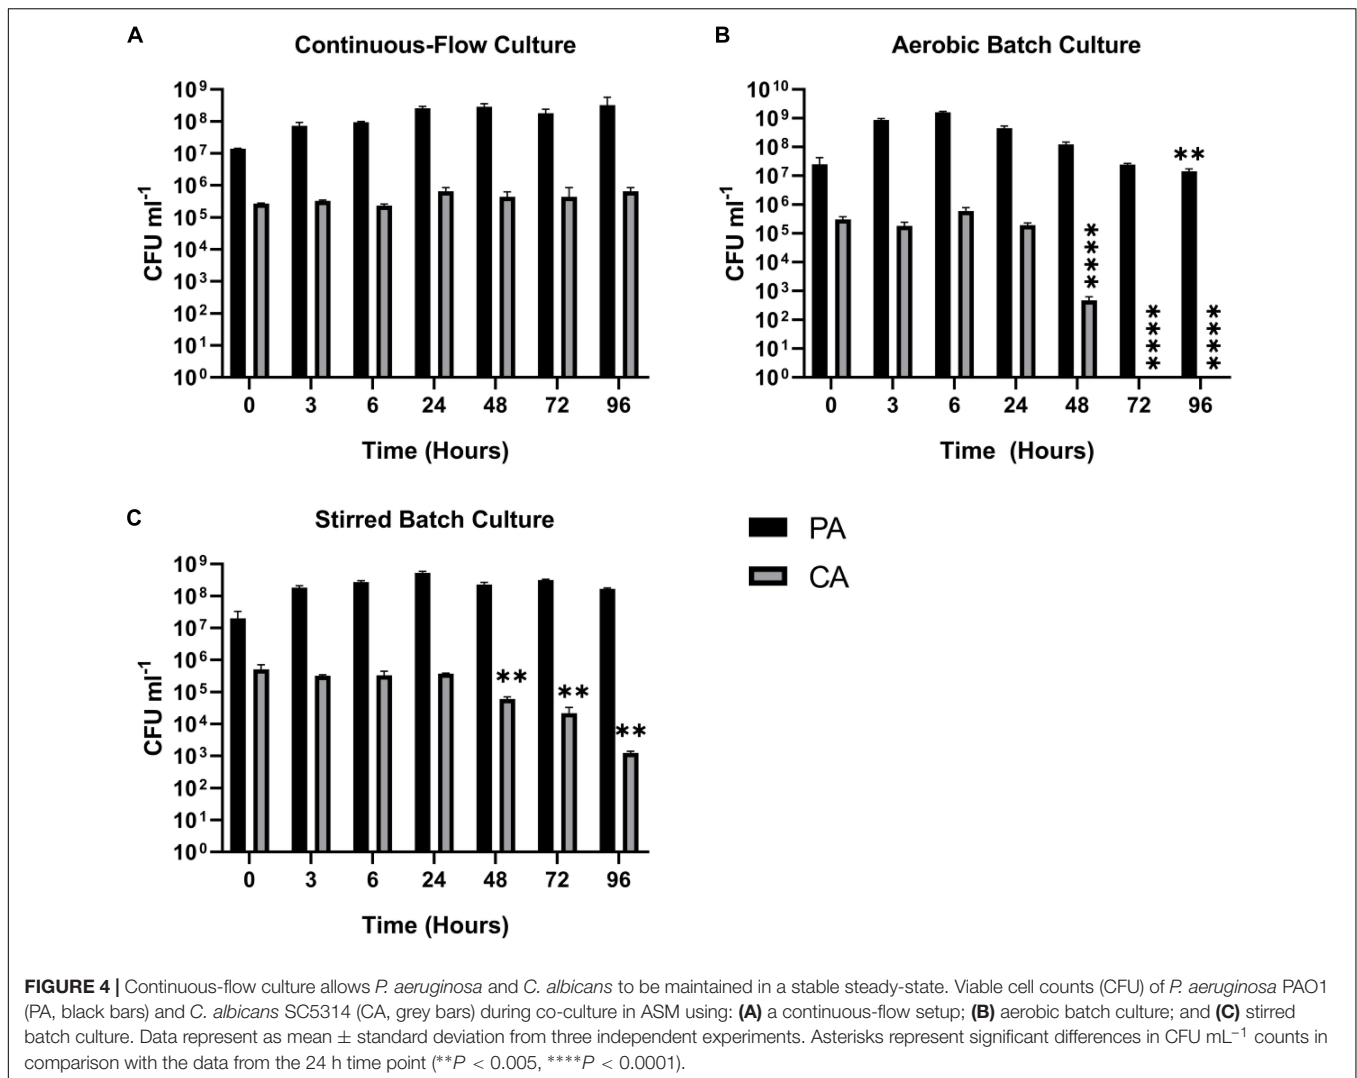 A
Continuous-Flow Culture
CFU ml⁻¹
10⁹
10⁸
10⁷
10⁶
10⁵
10⁴
10³
10²
10¹
10⁰
0 3 6 24 48 72 96
Time (Hours)
B
Aerobic Batch Culture
CFU ml⁻¹
10¹⁰
10⁹
10⁸
10⁷
10⁶
10⁵
10⁴
10³
10²
10¹
10⁰
****
****
**
****
0 3 6 24 48 72 96
Time (Hours)
C
Stirred Batch Culture
CFU ml⁻¹
10⁹
10⁸
10⁷
10⁶
10⁵
10⁴
10³
10²
10¹
10⁰
**
**
**
0 3 6 24 48 72 96
Time (Hours)
PA
CA
FIGURE 4 | Continuous-flow culture allows P. aeruginosa and C. albicans to be maintained in a stable steady-state. Viable cell counts (CFU) of P. aeruginosa PAO1
(PA, black bars) and C. albicans SC5314 (CA, grey bars) during co-culture in ASM using: (A) a continuous-flow setup; (B) aerobic batch culture; and (C) stirred
batch culture. Data represent as mean ± standard deviation from three independent experiments. Asterisks represent significant differences in CFU mL⁻¹ counts in
comparison with the data from the 24 h time point (**P < 0.005, ****P < 0.0001).